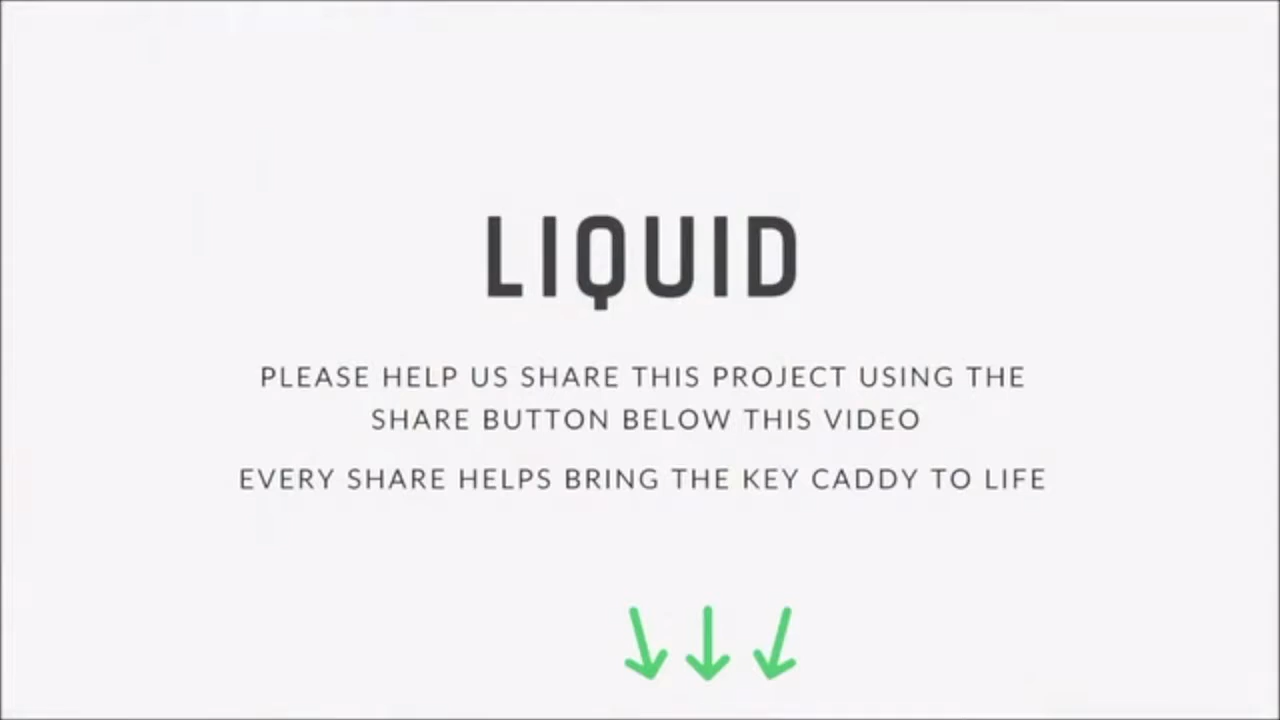 LIQUID
PLEASE HELP US SHARE THIS PROJECT USING THE
SHARE BUTTON BELOW THIS VIDEO
EVERY SHARE HELPS BRING THE KEY CADDY TO LIFE